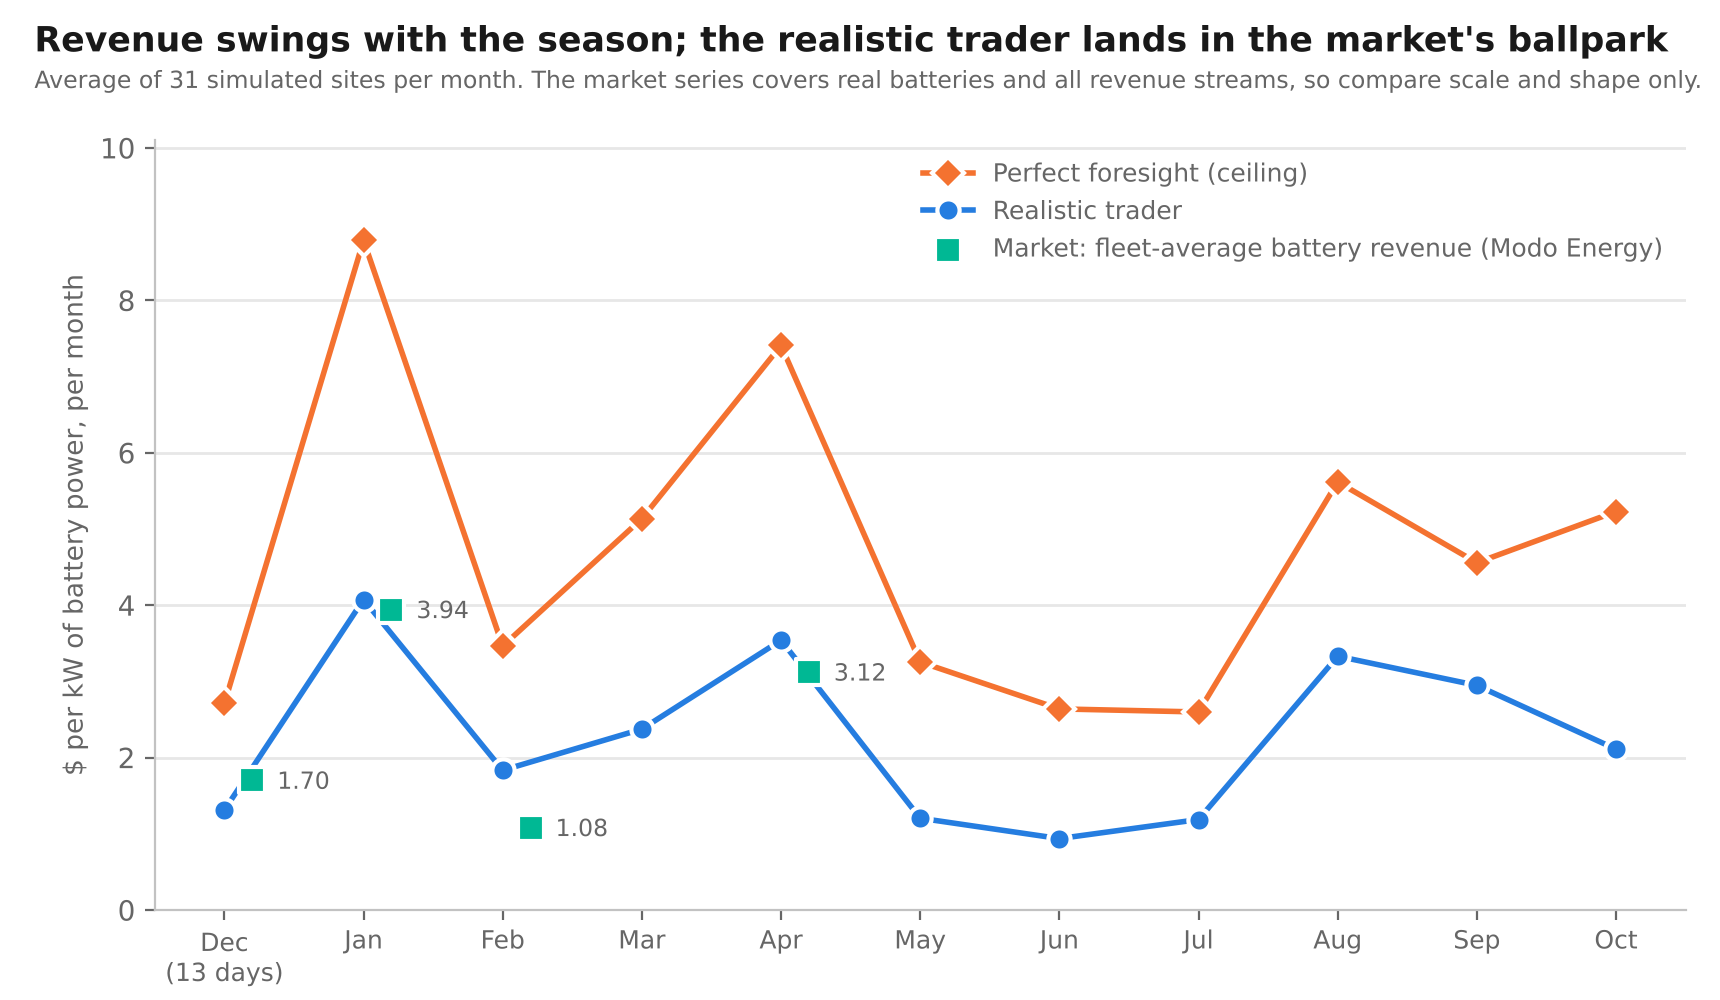 Revenue swings with the season; the realistic trader lands in the market's ballpark
Average of 31 simulated sites per month. The market series covers real batteries and all revenue streams, so compare scale and shape only.
$ per kW of battery power, per month
10
8
6
4
2
0
Perfect foresight (ceiling)
Realistic trader
Market: fleet-average battery revenue (Modo Energy)
3.94
3.12
1.70
1.08
Dec
(13 days)
Jan
Feb
Mar
Apr
May
Jun
Jul
Aug
Sep
Oct